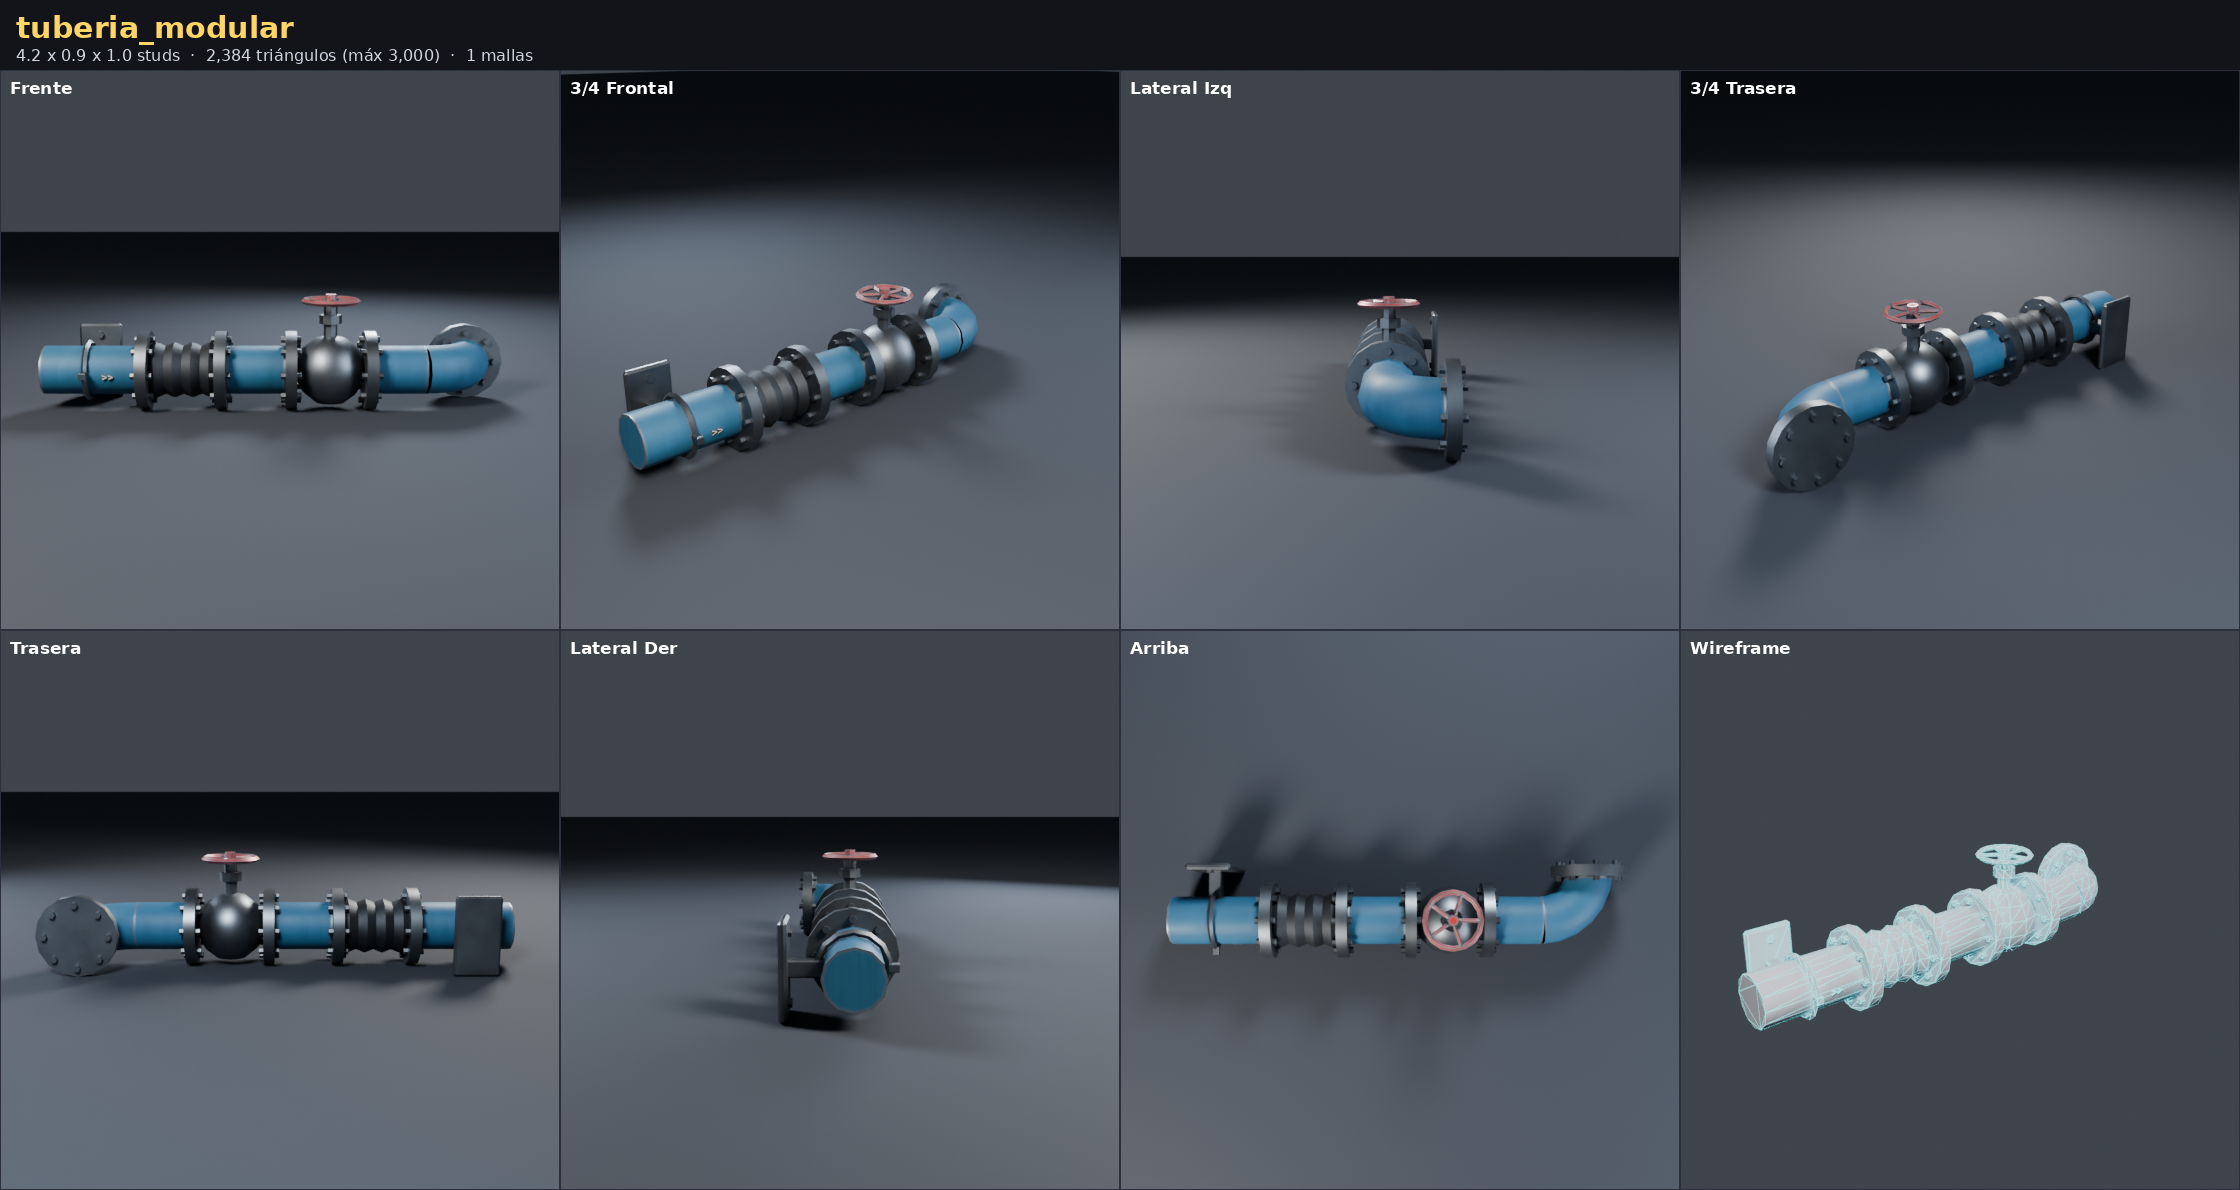 tuberia_modular
4.2 x 0.9 x 1.0 studs · 2,384 triángulos (máx 3,000) · 1 mallas
Frente
3/4 Frontal
Lateral Izq
3/4 Trasera
>>
>>
Trasera
Lateral Der
Arriba
Wireframe